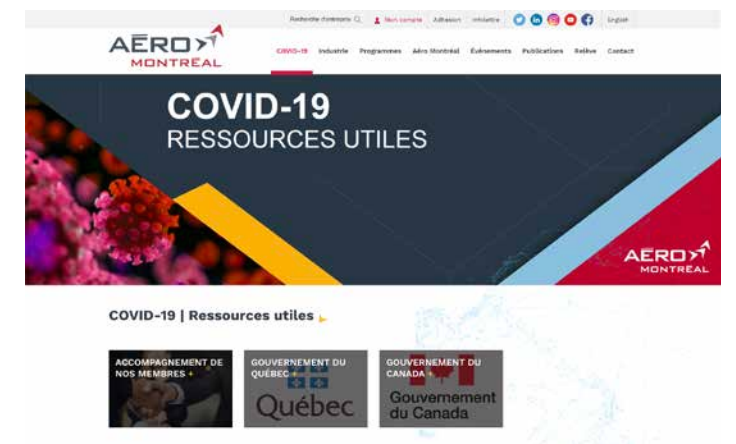 Recherche d'entreprise
Mon compte
Adhésion
Infolettre
English
AÉRO
MONTRÉAL
COVID-19 Industrie Programmes Aéro Montréal Événements Publications Relève Contact
COVID-19
RESSOURCES UTILES
AÉRO
MONTRÉAL
COVID-19 | Ressources utiles
ACCOMPAGNEMENT DE
NOS MEMBRES +
GOUVERNEMENT DU
QUÉBEC +
Québec
GOUVERNEMENT DU
CANADA +
Gouvernement
du Canada